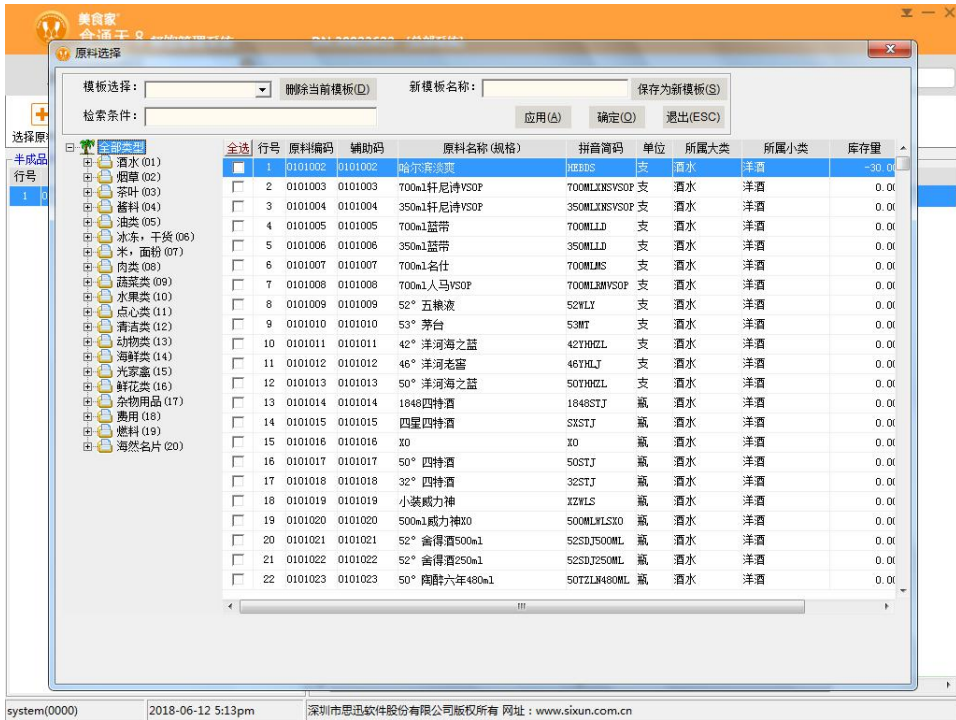 美食家
食通天8
原料选择
模板选择：
删除当前模板(D)
新模板名称：
保存为新模板(S)
检索条件：
应用(A)
确定(O)
退出(ESC)
选择原
半成品
行号
1 0
全部类型
酒水(01)
烟草(02)
茶叶(03)
酱料(04)
油类(05)
冰东，干货(06)
米，面粉(07)
肉类(08)
蔬菜类(09)
水果类(10)
点心类(11)
清洁类(12)
动物类(13)
海鲜类(14)
光家禽(15)
鲜花类(16)
杂物用品(17)
费用(18)
燃料(19)
海然名片(20)
全选 行号 原料编码 辅助码 原料名称(规格) 拼音简码 单位 所属大类 所属小类 库存量
1 0101002 0101002 哈尔滨淡爽 HEBDS 支 酒水 洋酒 -30.00
2 0101003 0101003 700ml轩尼诗VSOP 700MLXNSVSOP 支 酒水 洋酒 0.00
3 0101004 0101004 350ml轩尼诗VSOP 350MLXNSVSOP 支 酒水 洋酒 0.00
4 0101005 0101005 700ml蓝带 700MLLD 支 酒水 洋酒 0.00
5 0101006 0101006 350ml蓝带 350MLLD 支 酒水 洋酒 0.00
6 0101007 0101007 700ml名仕 700MLMS 支 酒水 洋酒 0.00
7 0101008 0101008 700ml人马VSOP 700MLRMVSOP 支 酒水 洋酒 0.00
8 0101009 0101009 52° 五粮液 52WLY 支 酒水 洋酒 0.00
9 0101010 0101010 53° 茅台 53MT 支 酒水 洋酒 0.00
10 0101011 0101011 42° 洋河海之蓝 42YHHZL 支 酒水 洋酒 0.00
11 0101012 0101012 46° 洋河老窖 46YHLJ 支 酒水 洋酒 0.00
12 0101013 0101013 50° 洋河海之蓝 50YHHZL 支 酒水 洋酒 0.00
13 0101014 0101014 1848四特酒 1848STJ 瓶 酒水 洋酒 0.00
14 0101015 0101015 四星四特酒 SXSTJ 瓶 酒水 洋酒 0.00
15 0101016 0101016 XO XO 瓶 酒水 洋酒 0.00
16 0101017 0101017 50° 四特酒 50STJ 瓶 酒水 洋酒 0.00
17 0101018 0101018 32° 四特酒 32STJ 瓶 酒水 洋酒 0.00
18 0101019 0101019 小装威力神 XZWLS 瓶 酒水 洋酒 0.00
19 0101020 0101020 500ml威力神XO 500MLWLSXO 瓶 酒水 洋酒 0.00
20 0101021 0101021 52° 舍得酒500ml 52SDJ500ML 瓶 酒水 洋酒 0.00
21 0101022 0101022 52° 舍得酒250ml 52SDJ250ML 瓶 酒水 洋酒 0.00
22 0101023 0101023 50° 陶醉六年480ml 50TZLN480ML 瓶 酒水 洋酒 0.00
system(0000)
2018-06-12 5:13pm
深圳市思迅软件股份有限公司版权所有 网址：www.sixun.com.cn